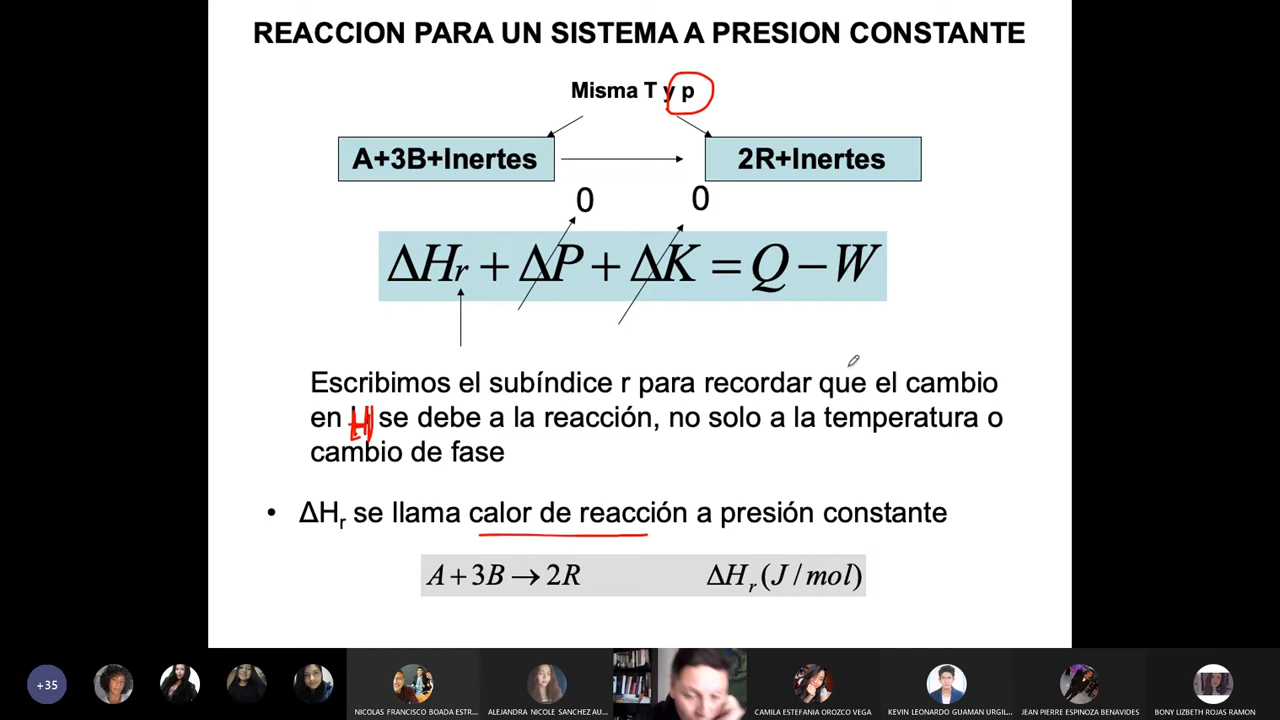 REACCION PARA UN SISTEMA A PRESION CONSTANTE
Misma T y p
A+3B+Inertes
2R+Inertes
0
0
ΔHr + ΔP + ΔK = Q − W
Escribimos el subíndice r para recordar que el cambio
en H se debe a la reacción, no solo a la temperatura o
cambio de fase
• ΔHr se llama calor de reacción a presión constante
A + 3B → 2R
ΔHr (J / mol)
+35
NICOLAS FRANCISCO BOADA ESTR...
ALEJANDRA NICOLE SANCHEZ AU...
CAMILA ESTEFANIA OROZCO VEGA
KEVIN LEONARDO GUAMAN URGIL...
JEAN PIERRE ESPINOZA BENAVIDES
BONY LIZBETH ROJAS RAMON